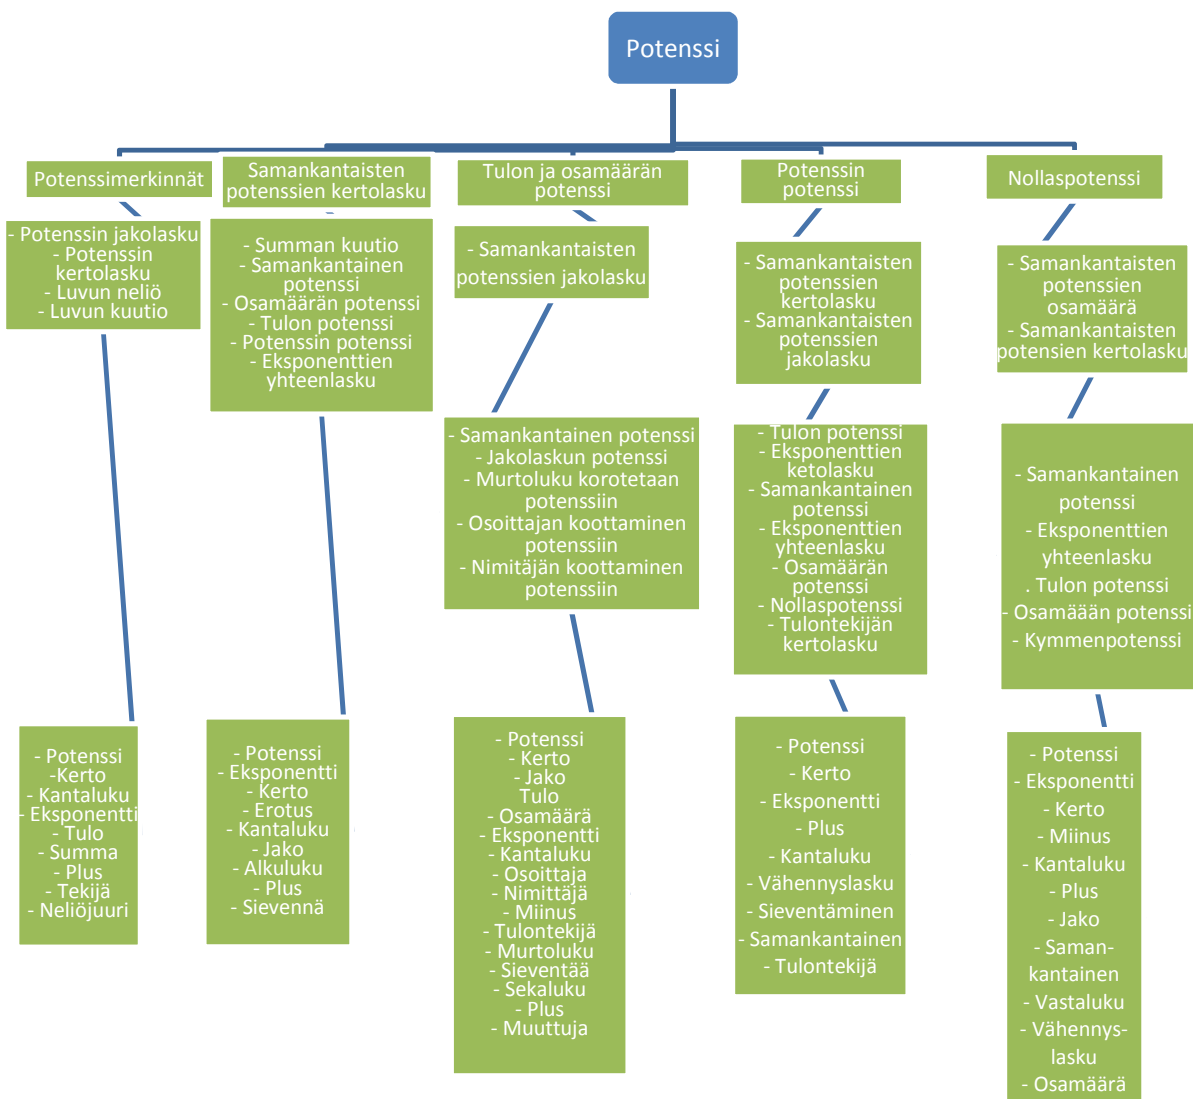 Potenssi
Potenssimerkinnät
- Potenssin jakolasku
- Potenssin
kertolasku
- Luvun neliö
- Luvun kuutio
- Potenssi
-Kerto
- Kantaluku
- Eksponentti
- Tulo
- Summa
- Plus
- Tekijä
- Neliöjuuri
Samankantaisten
potenssien kertolasku
- Summan kuutio
- Samankantainen
potenssi
- Osamäärän potenssi
- Tulon potenssi
- Potenssin potenssi
- Eksponenttien
yhteenlasku
- Potenssi
- Eksponentti
- Kerto
- Erotus
- Kantaluku
- Jako
- Alkuluku
- Plus
- Sievennä
Tulon ja osamäärän
potenssi
- Samankantaisten
potenssien jakolasku
- Samankantainen potenssi
- Jakolaskun potenssi
- Murtoluku korotetaan
potenssiin
- Osoittajan koottaminen
potenssiin
- Nimitäjän koottaminen
potenssiin
- Potenssi
- Kerto
- Jako
Tulo
- Osamäärä
- Eksponentti
- Kantaluku
- Osoittaja
- Nimittäjä
- Miinus
- Tulontekijä
- Murtoluku
- Sieventää
- Sekaluku
- Plus
- Muuttuja
Potenssin
potenssi
- Samankantaisten
potenssien
kertolasku
- Samankantaisten
potenssien
jakolasku
- Tulon potenssi
- Eksponenttien
ketolasku
- Samankantainen
potenssi
- Eksponenttien
yhteenlasku
- Osamäärän
potenssi
- Nollaspotenssi
- Tulontekijän
kertolasku
- Potenssi
- Kerto
- Eksponentti
- Plus
- Kantaluku
- Vähennyslasku
- Sieventäminen
- Samankantainen
- Tulontekijä
Nollaspotenssi
- Samankantaisten
potenssien
osamäärä
- Samankantaisten
potensien kertolasku
- Samankantainen
potenssi
- Eksponenttien
yhteenlasku
. Tulon potenssi
- Osamäään potenssi
- Kymmenpotenssi
- Potenssi
- Eksponentti
- Kerto
- Miinus
- Kantaluku
- Plus
- Jako
- Saman-
kantainen
- Vastaluku
- Vähennys-
lasku
- Osamäärä